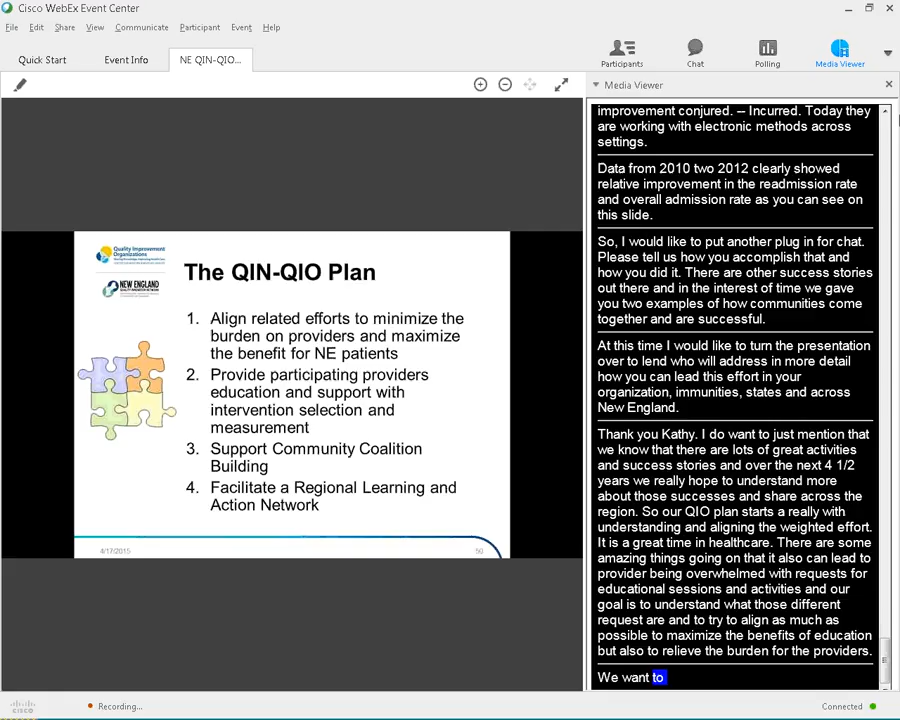 Cisco WebEx Event Center
File Edit Share View Communicate Participant Event Help
Quick Start
Event Info
NE QIN-QIO...
Participants
Chat
Polling
Media Viewer
Media Viewer
Quality Improvement
Organizations
NEW ENGLAND
The QIN-QIO Plan
1. Align related efforts to minimize the
burden on providers and maximize
the benefit for NE patients
2. Provide participating providers
education and support with
intervention selection and
measurement
3. Support Community Coalition
Building
4. Facilitate a Regional Learning and
Action Network
4/17/2015
50
improvement conjured. -- Incurred. Today they
are working with electronic methods across
settings.
Data from 2010 two 2012 clearly showed
relative improvement in the readmission rate
and overall admission rate as you can see on
this slide.
So, I would like to put another plug in for chat.
Please tell us how you accomplish that and
how you did it. There are other success stories
out there and in the interest of time we gave
you two examples of how communities come
together and are successful.
At this time I would like to turn the presentation
over to lend who will address in more detail
how you can lead this effort in your
organization, immunities, states and across
New England.
Thank you Kathy. I do want to just mention that
we know that there are lots of great activities
and success stories and over the next 4 1/2
years we really hope to understand more
about those successes and share across the
region. So our QIO plan starts a really with
understanding and aligning the weighted effort.
It is a great time in healthcare. There are some
amazing things going on that it also can lead to
provider being overwhelmed with requests for
educational sessions and activities and our
goal is to understand what those different
request are and to try to align as much as
possible to maximize the benefits of education
but also to relieve the burden for the providers.
We want to
CISCO
Recording...
Connected